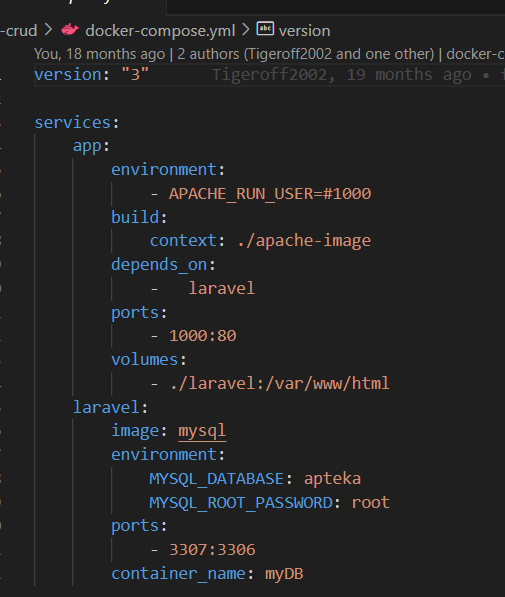 -crud > docker-compose.yml > abc version
You, 18 months ago | 2 authors (Tigeroff2002 and one other) | docker-c
version: "3" Tigeroff2002, 19 months ago •
services:
app:
environment:
- APACHE_RUN_USER=#1000
build:
context: ./apache-image
depends_on:
- laravel
ports:
- 1000:80
volumes:
- ./laravel:/var/www/html
laravel:
image: mysql
environment:
MYSQL_DATABASE: apteka
MYSQL_ROOT_PASSWORD: root
ports:
- 3307:3306
container_name: myDB